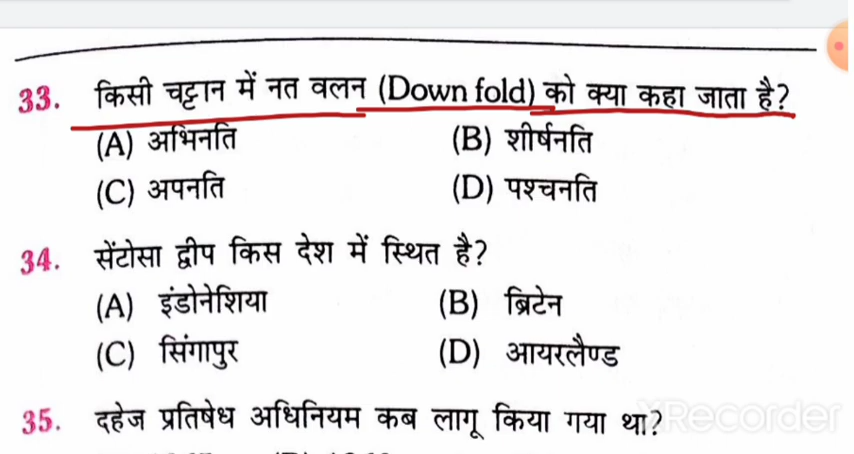 33. किसी चट्टान में नत वलन (Down fold) को क्या कहा जाता है?
(A) अभिनति (B) शीर्षनति
(C) अपनति (D) पश्चनति
34. सेंटोसा द्वीप किस देश में स्थित है?
(A) इंडोनेशिया (B) ब्रिटेन
(C) सिंगापुर (D) आयरलैण्ड
35. दहेज प्रतिषेध अधिनियम कब लागू किया गया था?
XRecorder